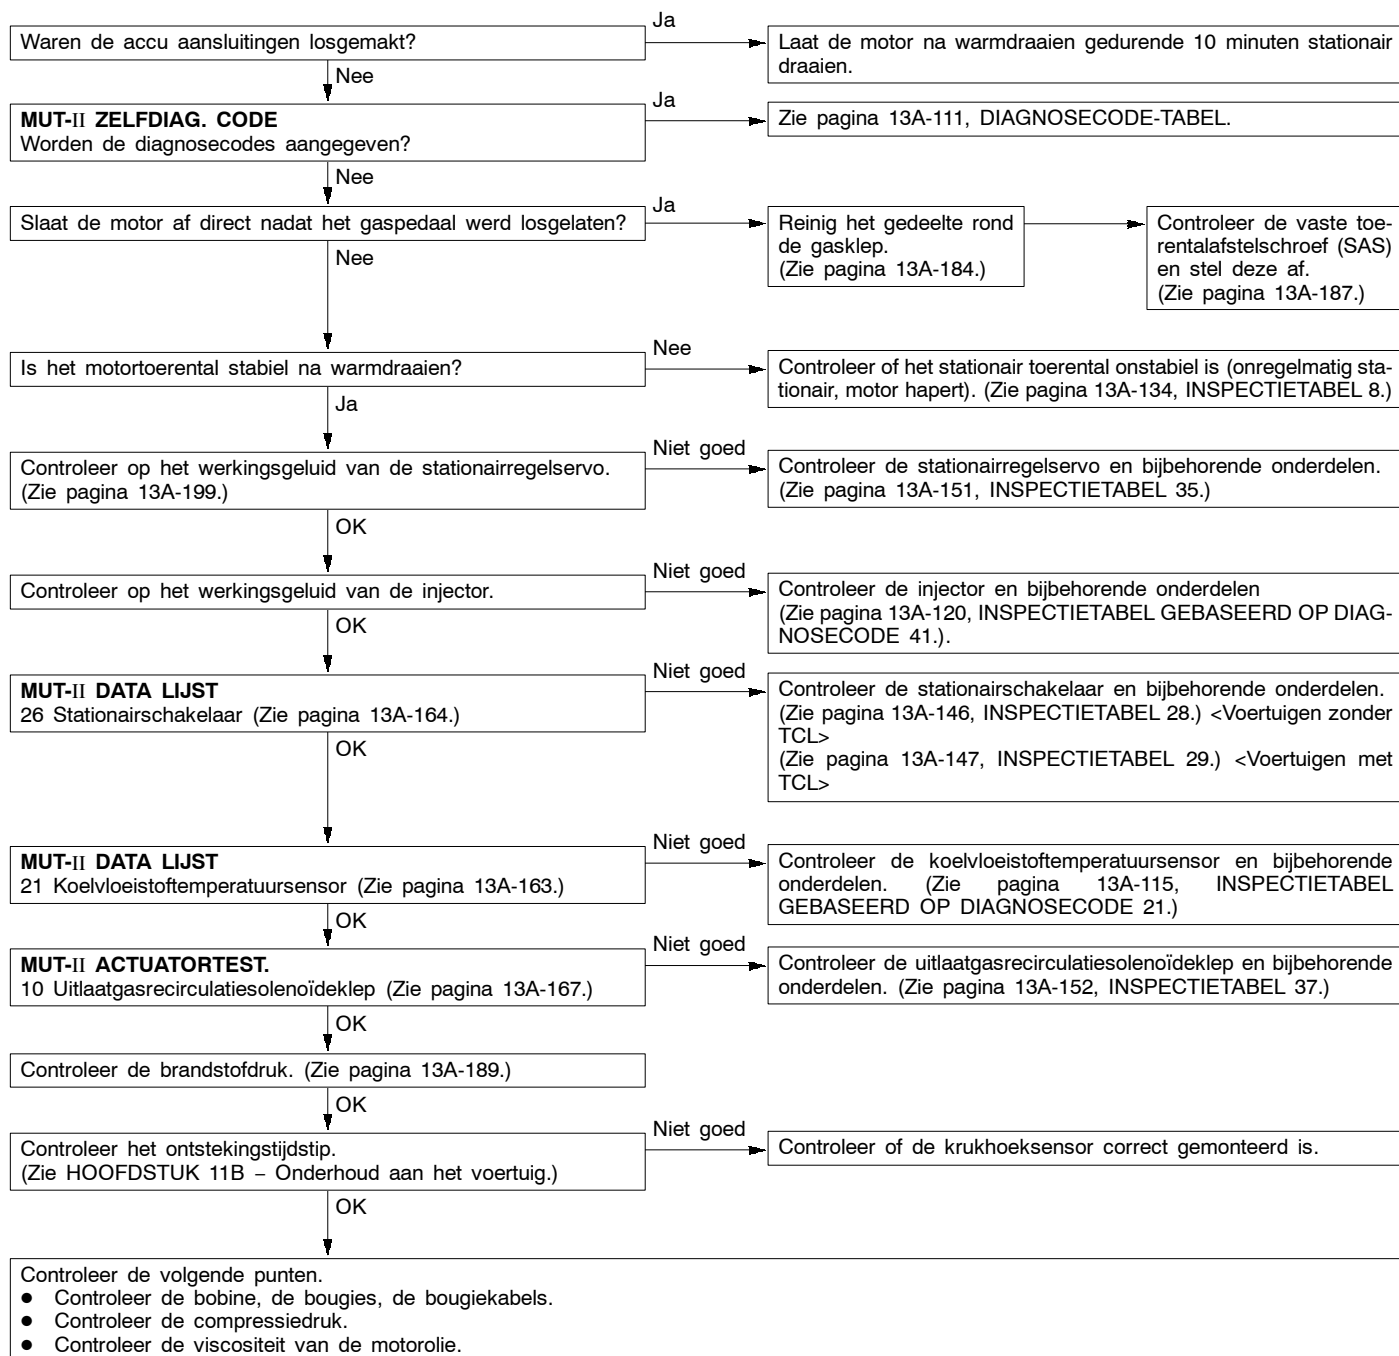 Waren de accu aansluitingen losgemakt?
Ja
Laat de motor na warmdraaien gedurende 10 minuten stationair
draaien.
Nee
MUT-II ZELFDIAG. CODE
Worden de diagnosecodes aangegeven?
Ja
Zie pagina 13A-111, DIAGNOSECODE-TABEL.
Nee
Slaat de motor af direct nadat het gaspedaal werd losgelaten?
Ja
Reinig het gedeelte rond
de gasklep.
(Zie pagina 13A-184.)
Controleer de vaste toe-
rentalafstelschroef (SAS)
en stel deze af.
(Zie pagina 13A-187.)
Nee
Is het motortoerental stabiel na warmdraaien?
Nee
Controleer of het stationair toerental onstabiel is (onregelmatig sta-
tionair, motor hapert). (Zie pagina 13A-134, INSPECTIETABEL 8.)
Ja
Controleer op het werkingsgeluid van de stationairregelservo.
(Zie pagina 13A-199.)
Niet goed
Controleer de stationairregelservo en bijbehorende onderdelen.
(Zie pagina 13A-151, INSPECTIETABEL 35.)
OK
Controleer op het werkingsgeluid van de injector.
Niet goed
Controleer de injector en bijbehorende onderdelen
(Zie pagina 13A-120, INSPECTIETABEL GEBASEERD OP DIAG-
NOSECODE 41.).
OK
MUT-II DATA LIJST
26 Stationairschakelaar (Zie pagina 13A-164.)
Niet goed
Controleer de stationairschakelaar en bijbehorende onderdelen.
(Zie pagina 13A-146, INSPECTIETABEL 28.) <Voertuigen zonder
TCL>
(Zie pagina 13A-147, INSPECTIETABEL 29.) <Voertuigen met
TCL>
OK
MUT-II DATA LIJST
21 Koelvloeistoftemperatuursensor (Zie pagina 13A-163.)
Niet goed
Controleer de koelvloeistoftemperatuursensor en bijbehorende
onderdelen. (Zie pagina 13A-115, INSPECTIETABEL
GEBASEERD OP DIAGNOSECODE 21.)
OK
MUT-II ACTUATORTEST.
10 Uitlaatgasrecirculatiesolenoïdeklep (Zie pagina 13A-167.)
Niet goed
Controleer de uitlaatgasrecirculatiesolenoïdeklep en bijbehorende
onderdelen. (Zie pagina 13A-152, INSPECTIETABEL 37.)
OK
Controleer de brandstofdruk. (Zie pagina 13A-189.)
OK
Controleer het ontstekingstijdstip.
(Zie HOOFDSTUK 11B – Onderhoud aan het voertuig.)
Niet goed
Controleer of de krukhoeksensor correct gemonteerd is.
OK
Controleer de volgende punten.
● Controleer de bobine, de bougies, de bougiekabels.
● Controleer de compressiedruk.
● Controleer de viscositeit van de motorolie.